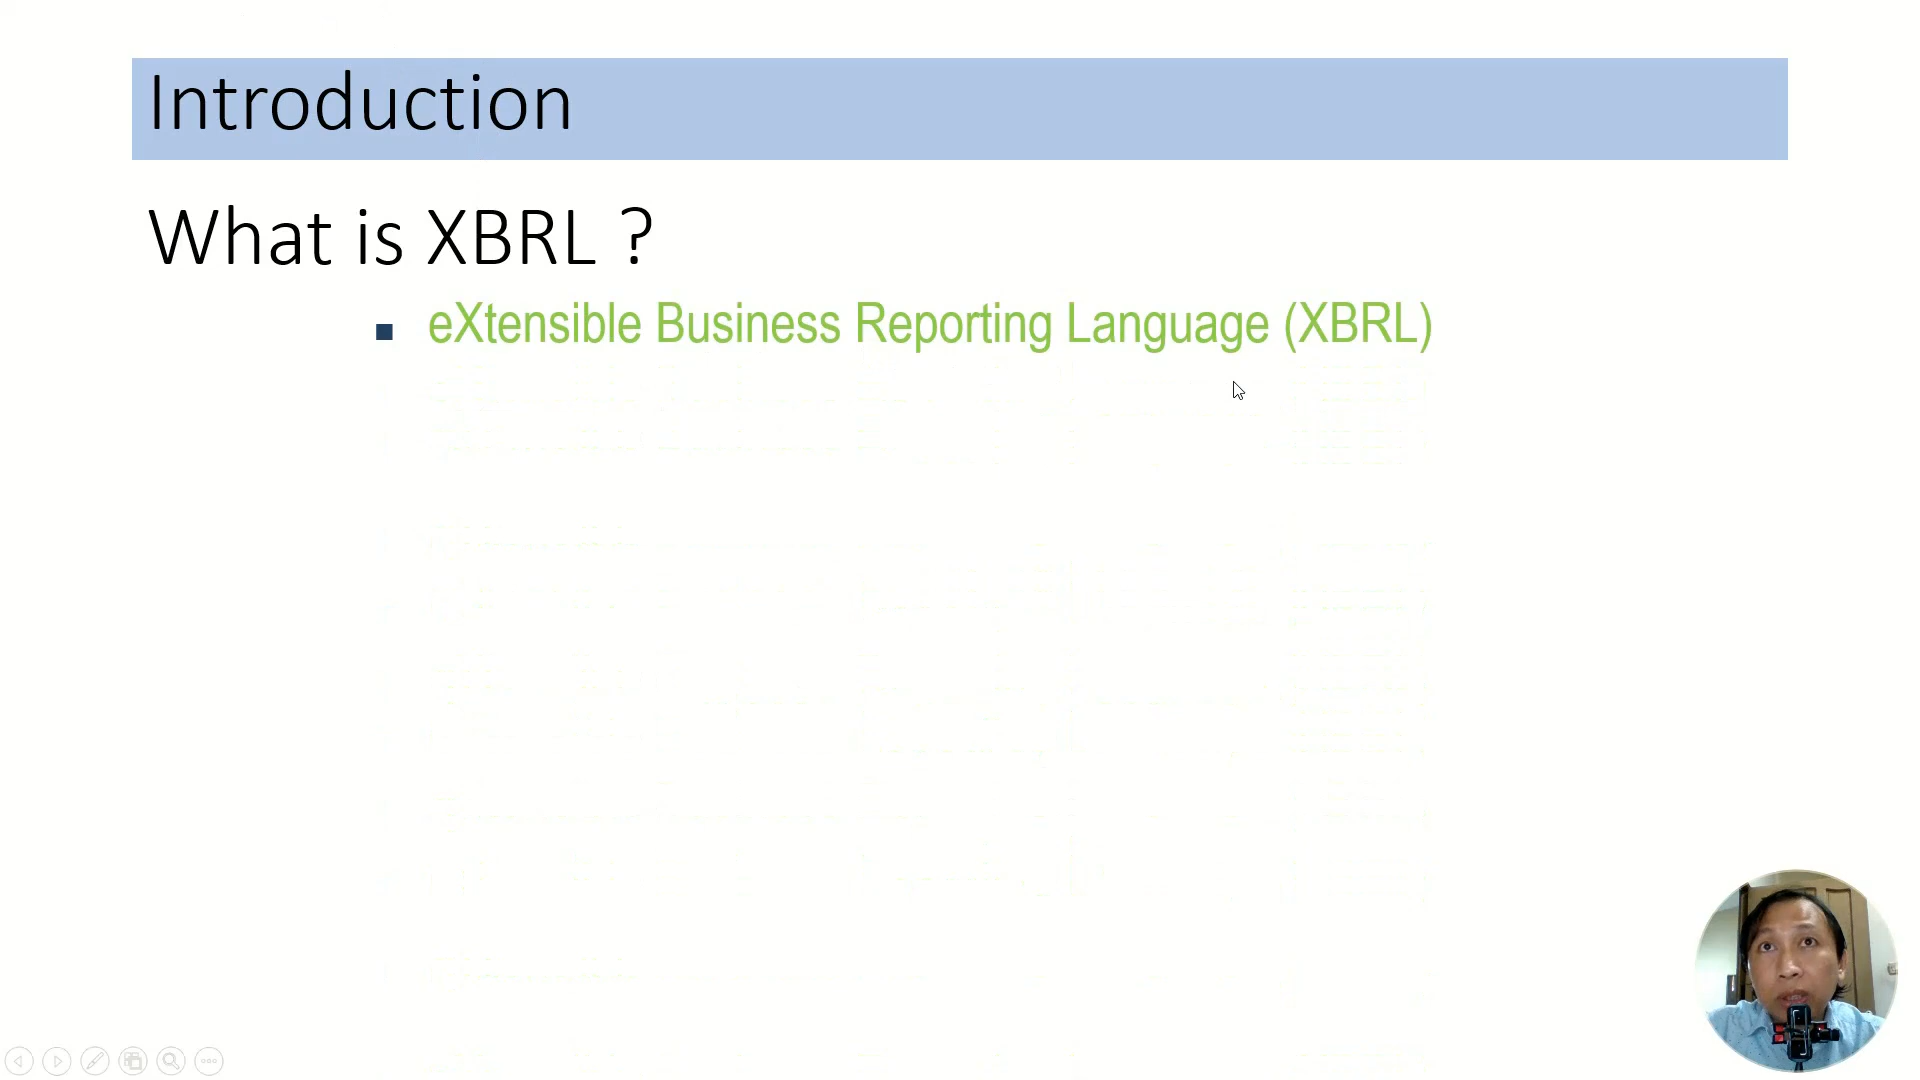 Introduction
What is XBRL ?
eXtensible Business Reporting Language (XBRL)